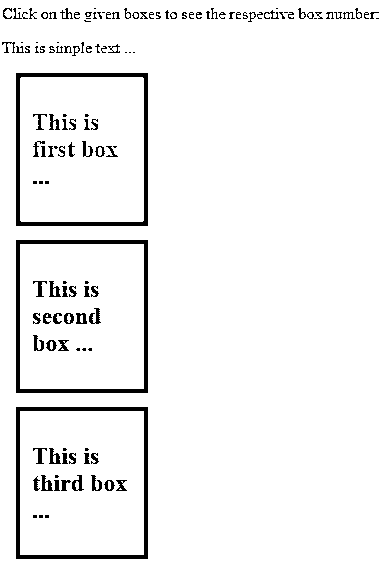 Click on the given boxes to see the respective box number:
This is simple text ...
This is
first box
...
This is
second
box ...
This is
third box
...